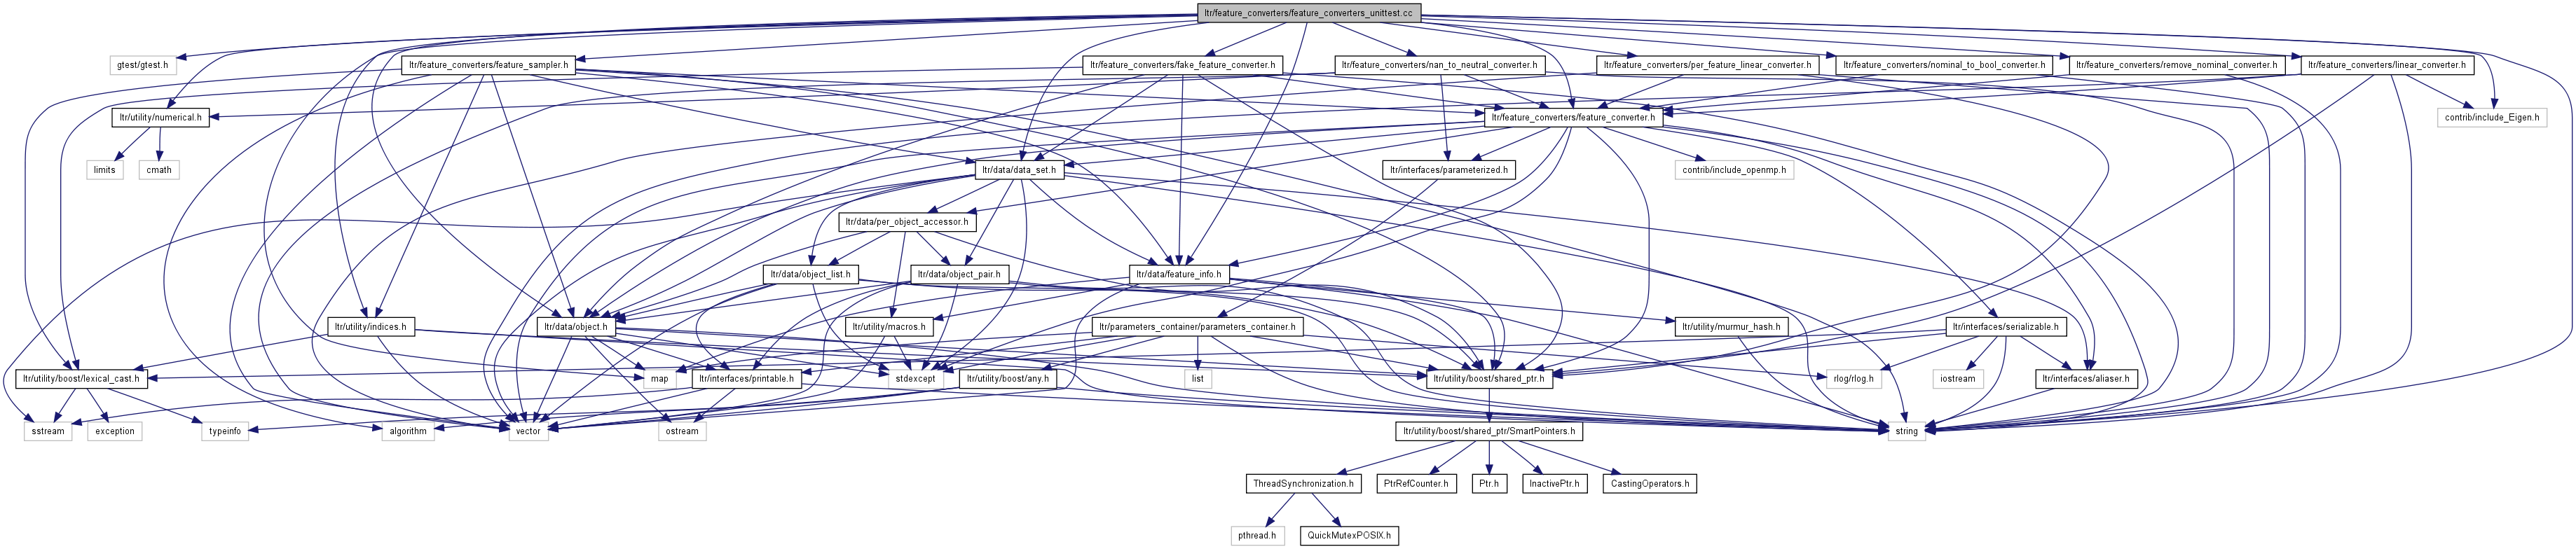 ltr/feature_converters/feature_converters_unittest.cc
gtest/gtest.h
ltr/feature_converters/feature_sampler.h
ltr/feature_converters/fake_feature_converter.h
ltr/feature_converters/nan_to_neutral_converter.h
ltr/feature_converters/per_feature_linear_converter.h
ltr/feature_converters/nominal_to_bool_converter.h
ltr/feature_converters/remove_nominal_converter.h
ltr/feature_converters/linear_converter.h
ltr/utility/numerical.h
ltr/feature_converters/feature_converter.h
contrib/include_Eigen.h
limits
cmath
ltr/data/data_set.h
ltr/interfaces/parameterized.h
contrib/include_openmp.h
ltr/data/per_object_accessor.h
ltr/data/object_list.h
ltr/data/object_pair.h
ltr/data/feature_info.h
ltr/utility/indices.h
ltr/data/object.h
ltr/utility/macros.h
ltr/parameters_container/parameters_container.h
ltr/utility/murmur_hash.h
ltr/interfaces/serializable.h
ltr/utility/boost/lexical_cast.h
map
ltr/interfaces/printable.h
stdexcept
ltr/utility/boost/any.h
list
ltr/utility/boost/shared_ptr.h
rlog/rlog.h
iostream
ltr/interfaces/aliaser.h
sstream
exception
typeinfo
algorithm
vector
ostream
ltr/utility/boost/shared_ptr/SmartPointers.h
string
ThreadSynchronization.h
PtrRefCounter.h
Ptr.h
InactivePtr.h
CastingOperators.h
pthread.h
QuickMutexPOSIX.h